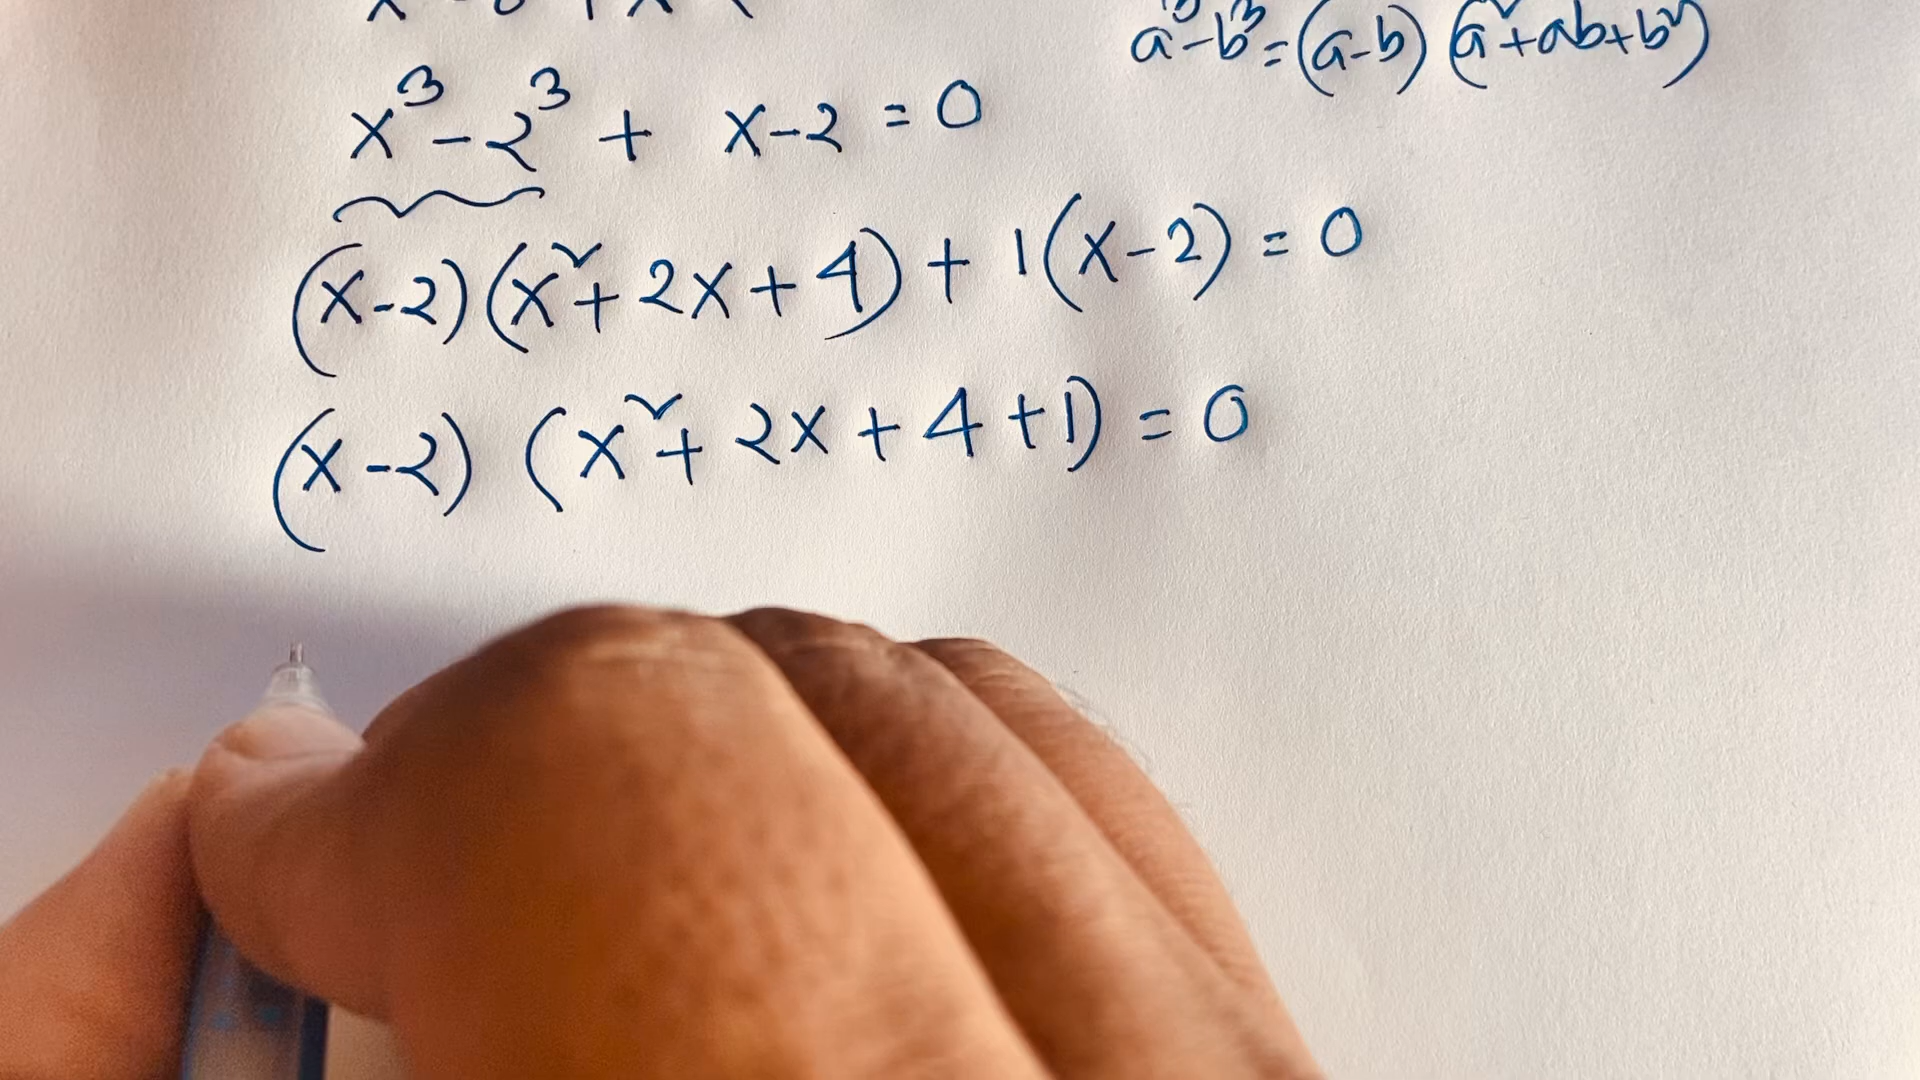 a³-b³=(a-b) (a²+ab+b²)
x³-2³ + x-2 = 0
(x-2)(x²+2x+4) + 1(x-2) = 0
(x-2) (x²+2x+4+1) = 0